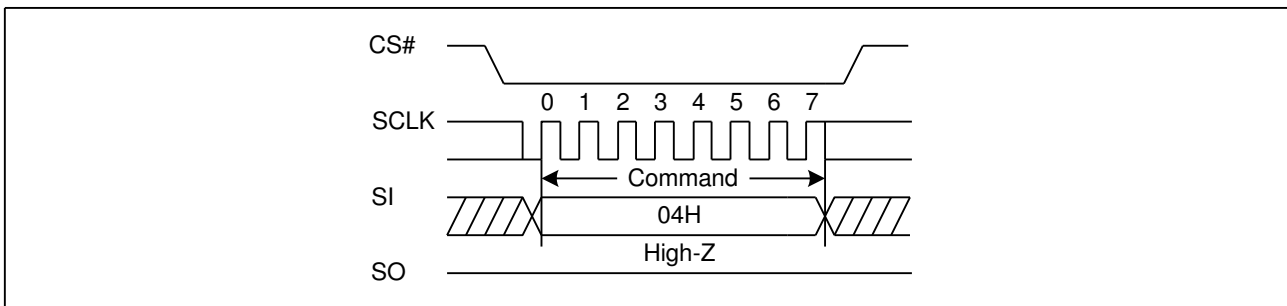 CS#
0 1 2 3 4 5 6 7
SCLK
Command
SI
04H
High-Z
SO